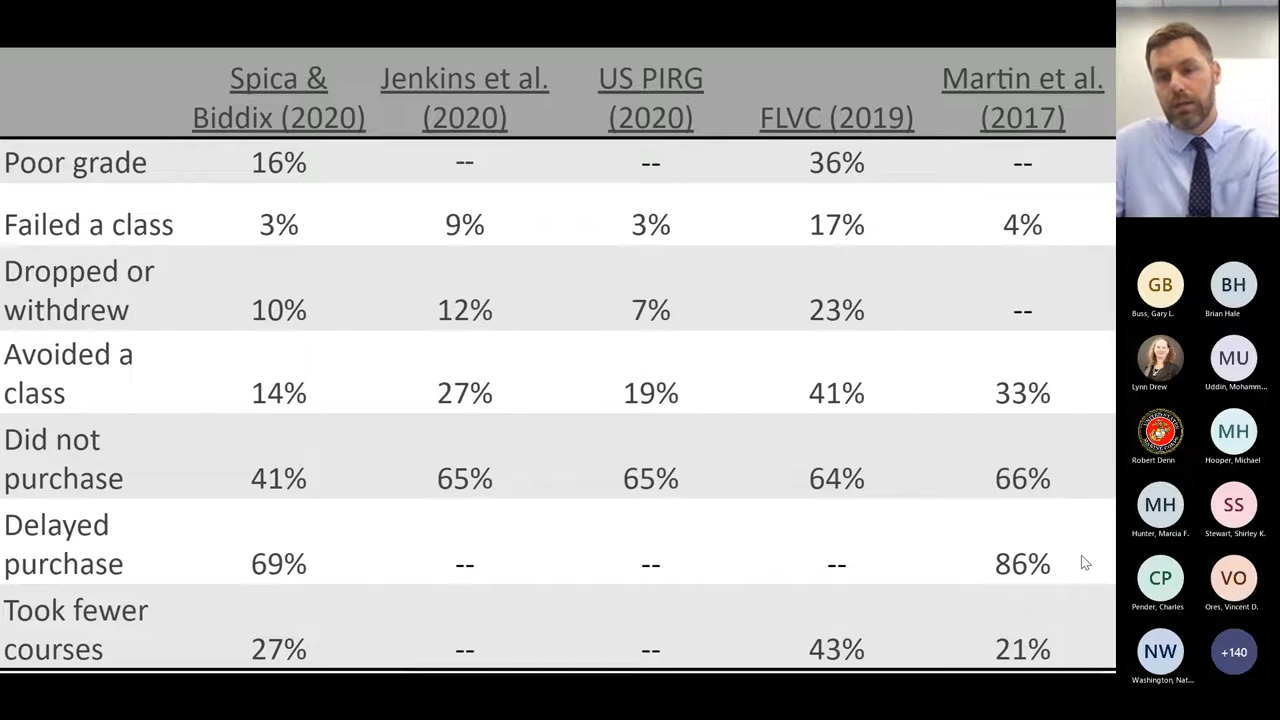 Spica & Jenkins et al. US PIRG Martin et al.
Biddix (2020) (2020) (2020) FLVC (2019) (2017)
Poor grade 16% -- -- 36% --
Failed a class 3% 9% 3% 17% 4%
Dropped or
withdrew 10% 12% 7% 23% --
Avoided a
class 14% 27% 19% 41% 33%
Did not
purchase 41% 65% 65% 64% 66%
Delayed
purchase 69% -- -- -- 86%
Took fewer
courses 27% -- -- 43% 21%
GB BH
Buss, Gary L. Brian Hale
MU
Lynn Drew Uddin, Mohamm...
MH
Robert Denn Hooper, Michael
MH SS
Hunter, Marcia F. Stewart, Shirley K.
CP VO
Pender, Charles Ores, Vincent D.
NW +140
Washington, Nat...